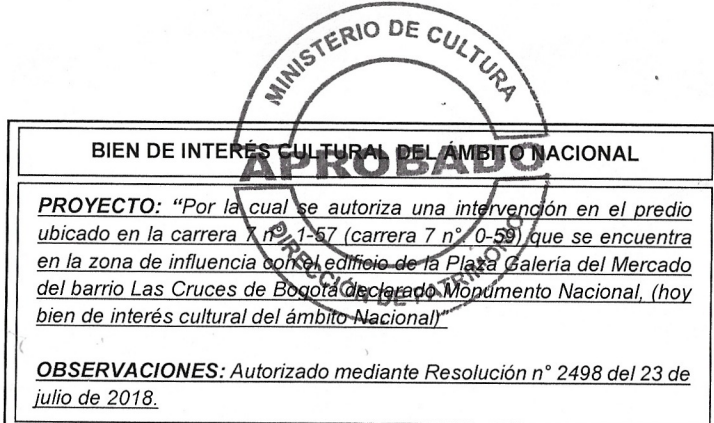 MINISTERIO DE CULTURA
BIEN DE INTERÉS CULTURAL DEL ÁMBITO NACIONAL
APROBADO
PROYECTO: “Por la cual se autoriza una intervención en el predio
ubicado en la carrera 7 n° 1-57 (carrera 7 n° 0-59) que se encuentra
en la zona de influencia con el edificio de la Plaza Galería del Mercado
del barrio Las Cruces de Bogotá declarado Monumento Nacional, (hoy
bien de interés cultural del ámbito Nacional)”
DIRECCIÓN DE PATRIMONIO
OBSERVACIONES: Autorizado mediante Resolución n° 2498 del 23 de
julio de 2018.